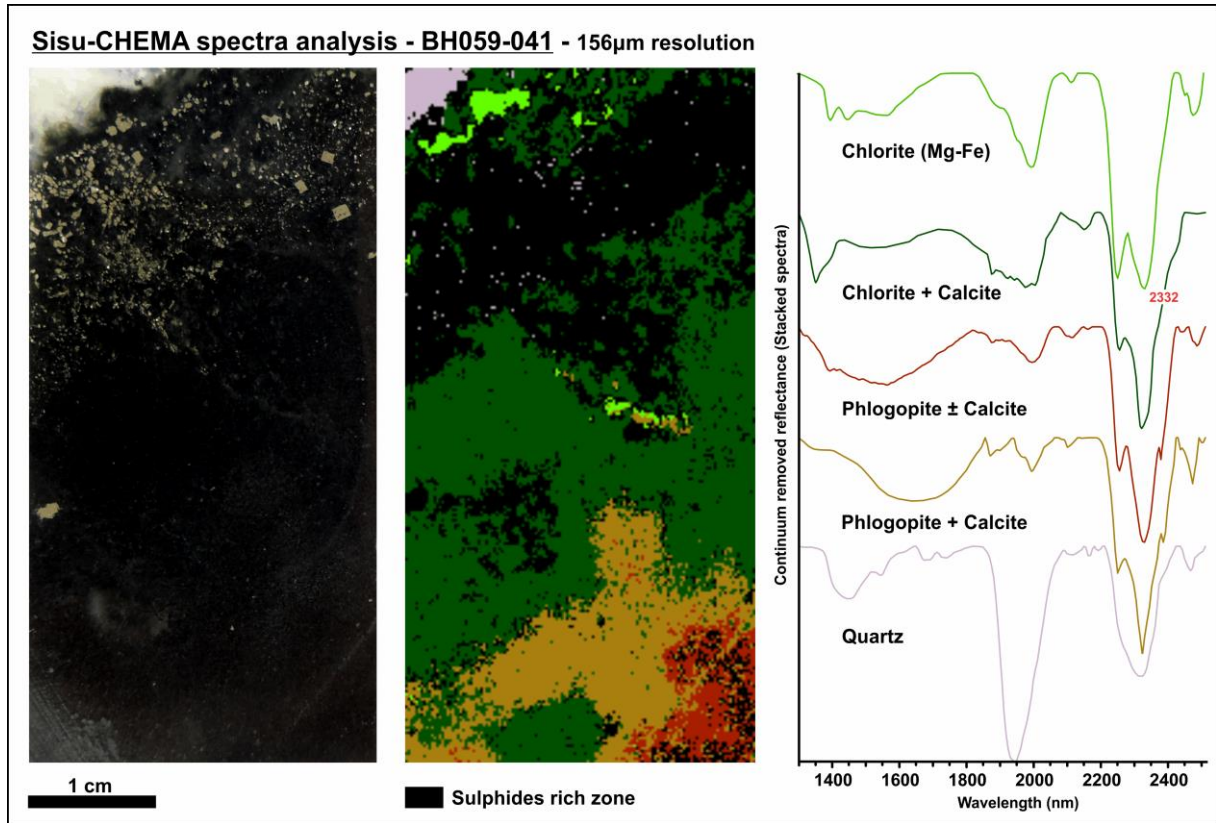 Sisu-CHEMA spectra analysis - BH059-041 - 156µm resolution
1 cm
Sulphides rich zone
Continuum removed reflectance (Stacked spectra)
Chlorite (Mg-Fe)
Chlorite + Calcite
2332
Phlogopite ± Calcite
Phlogopite + Calcite
Quartz
1400 1600 1800 2000 2200 2400
Wavelength (nm)